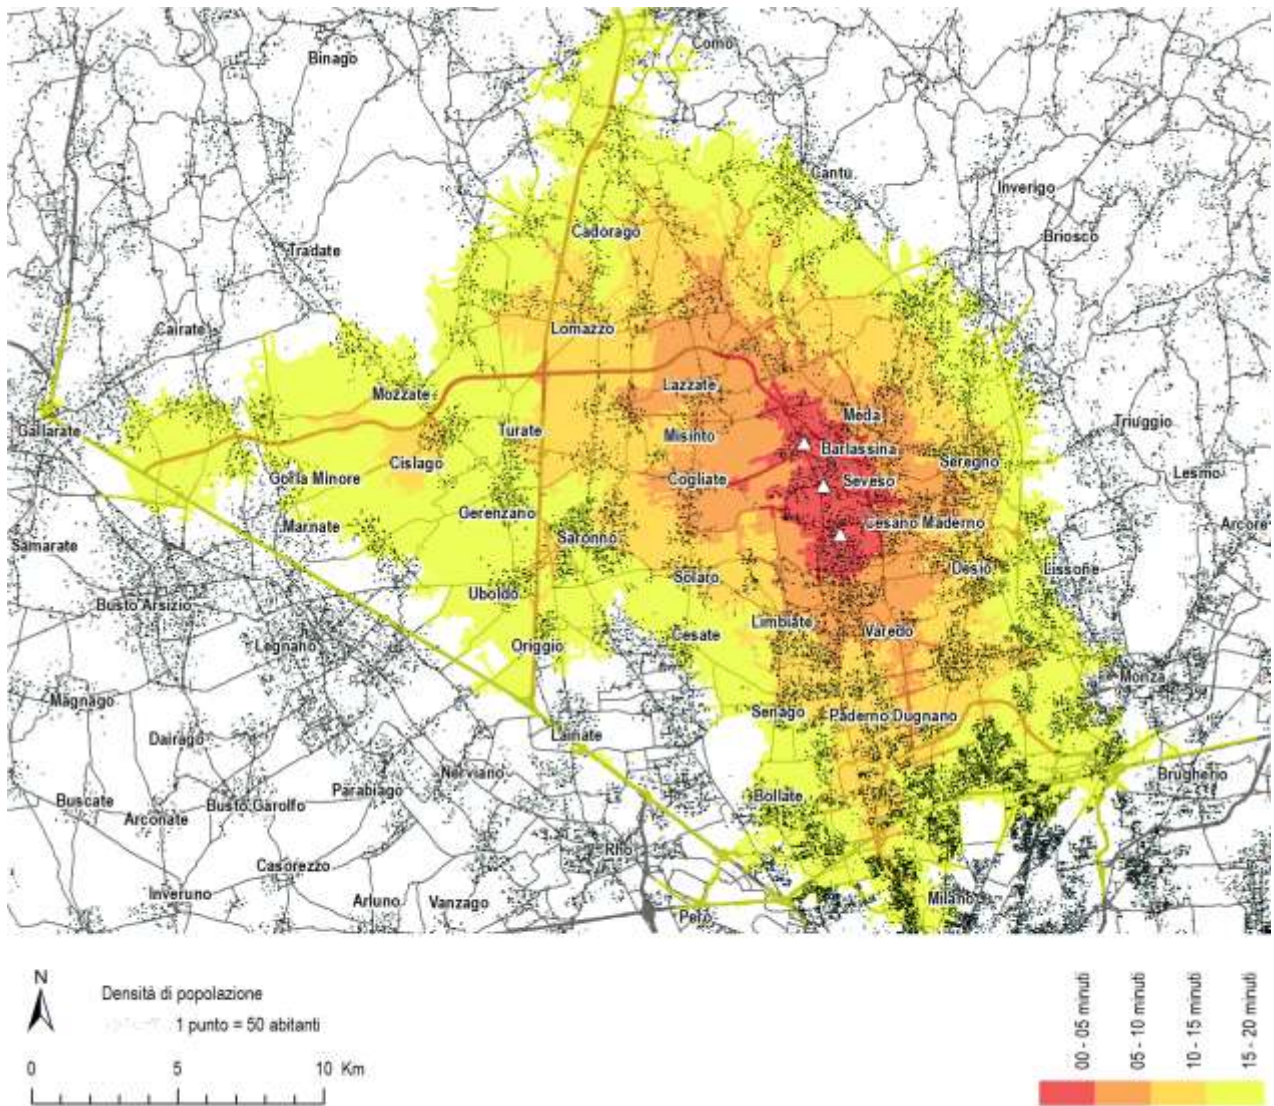 Como
Binago
Cantù
Inverigo
Cadorago
Briosco
Tradate
Cairate
Lomazzo
Mozzate
Lazzate
Meda
Triuggio
Gallarate
Turate
Misinto
Barlassina
Cislago
Seregno
Lesmo
Gorla Minore
Cogliate
Seveso
Gerenzano
Marnate
Cesano Maderno
Arcore
Samarate
Saronno
Desio
Lissone
Solaro
Uboldo
Busto Arsizio
Limbiate
Varedo
Cesate
Legnano
Origgio
Monza
Magnago
Senago
Paderno Dugnano
Dairago
Lainate
Nerviano
Brugherio
Parabiago
Bollate
Buscate
Busto Garolfo
Arconate
Rho
Casorezzo
Inveruno
Arluno
Vanzago
Milano
Pero
N
Densità di popolazione
1 punto = 50 abitanti
0 5 10 Km
00 - 05 minuti
05 - 10 minuti
10 - 15 minuti
15 - 20 minuti